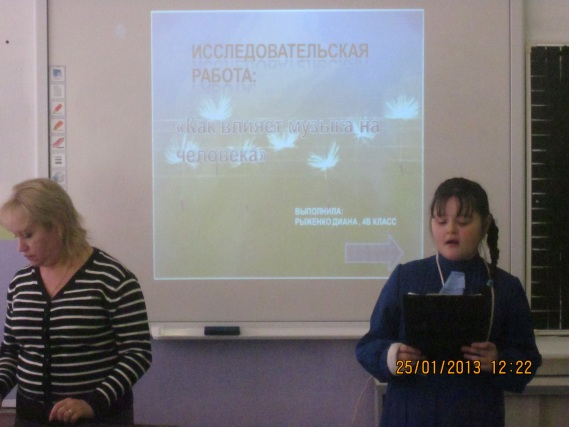 ИССЛЕДОВАТЕЛЬСКАЯ
РАБОТА:
«Как влияет музыка на
человека»
ВЫПОЛНИЛА:
РЫЖЕНКО ДИАНА , 4В КЛАСС
25/01/2013 12:22